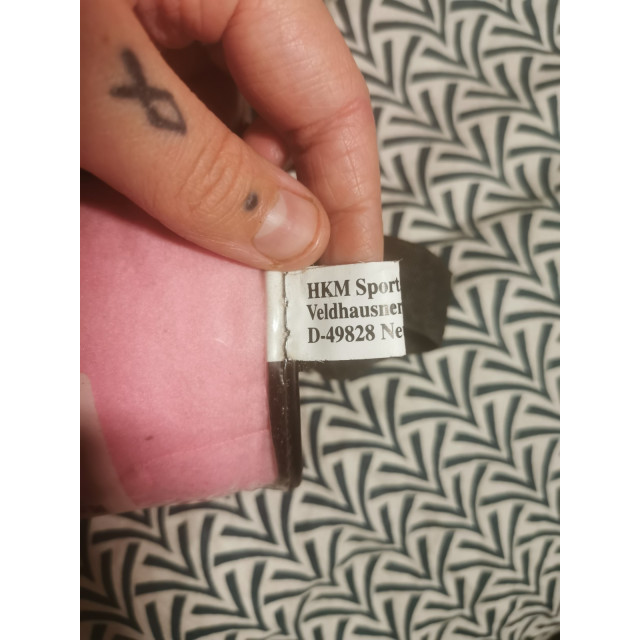 HKM Sport
Veldhausner
D-49828 Ne